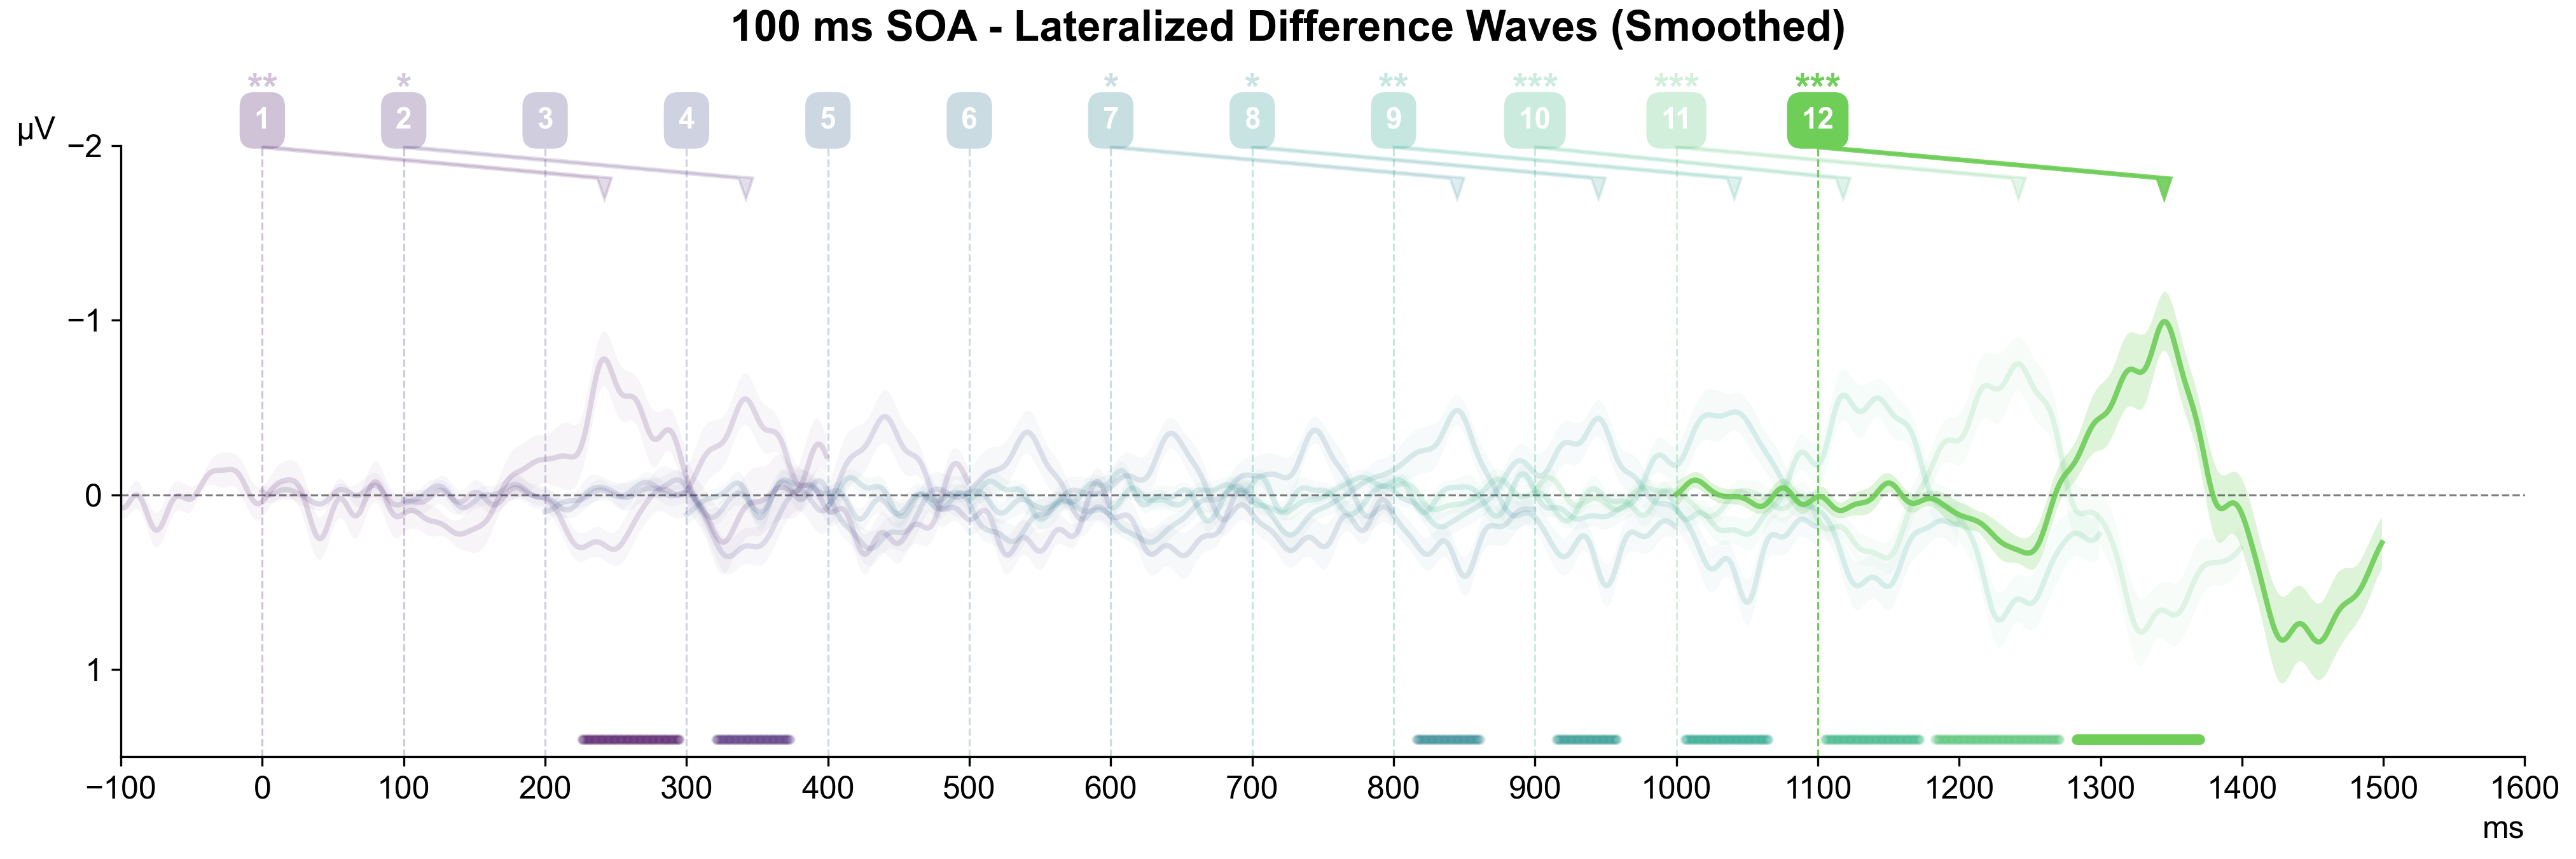 100 ms SOA - Lateralized Difference Waves (Smoothed)
** * * * ** *** *** ***
1 2 3 4 5 6 7 8 9 10 11 12
µV
−2
−1
0
1
−100 0 100 200 300 400 500 600 700 800 900 1000 1100 1200 1300 1400 1500 1600
ms